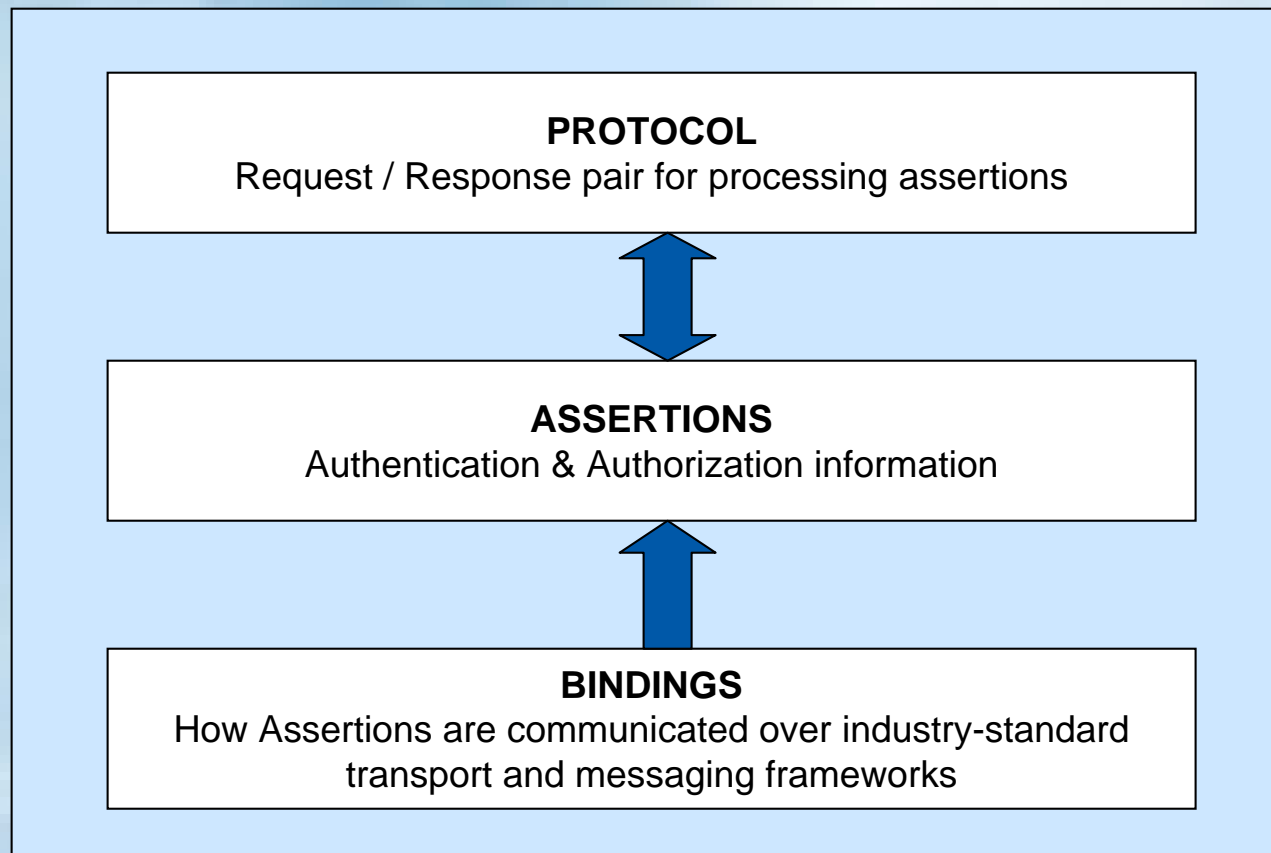 PROTOCOL
Request / Response pair for processing assertions
ASSERTIONS
Authentication & Authorization information
BINDINGS
How Assertions are communicated over industry-standard
transport and messaging frameworks